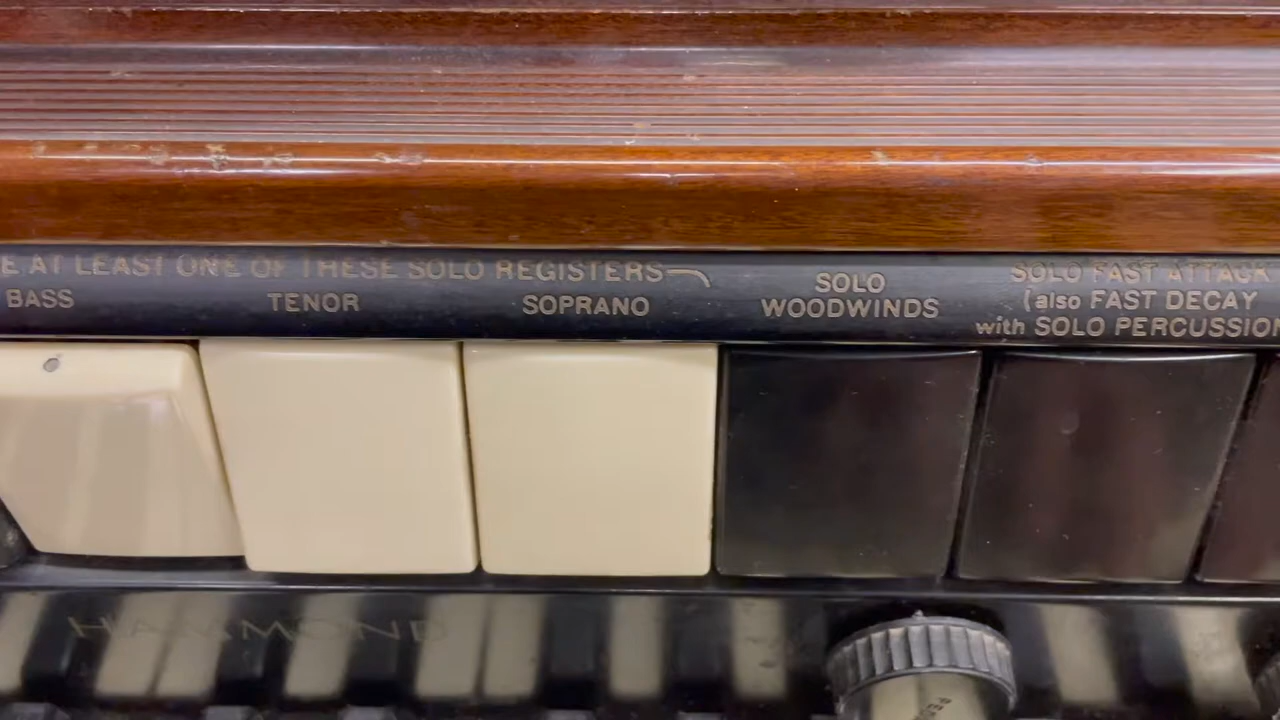 E AT LEAST ONE OF THESE SOLO REGISTERS
BASS
TENOR
SOPRANO
SOLO
WOODWINDS
SOLO FAST ATTACK
(also FAST DECAY
with SOLO PERCUSSION
HAMMOND